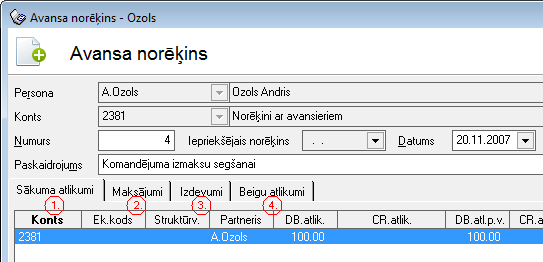 Avansa norēķins - Ozols
Avansa norēķins
Persona A.Ozols Ozols Andris
Konts 2381 Norēķini ar avansieriem
Numurs 4 Iepriekšējais norēķins . . Datums 20.11.2007
Paskaidrojums Komandējuma izmaksu segšanai
Sākuma atlikumi Maksājumi Izdevumi Beigu atlikumi
1. 2. 3. 4.
Konts Ek.kods Struktūrv. Partneris DB.atlik. CR.atlik. DB.atl.p.v. CR.a
2381 A.Ozols 100.00 100.00